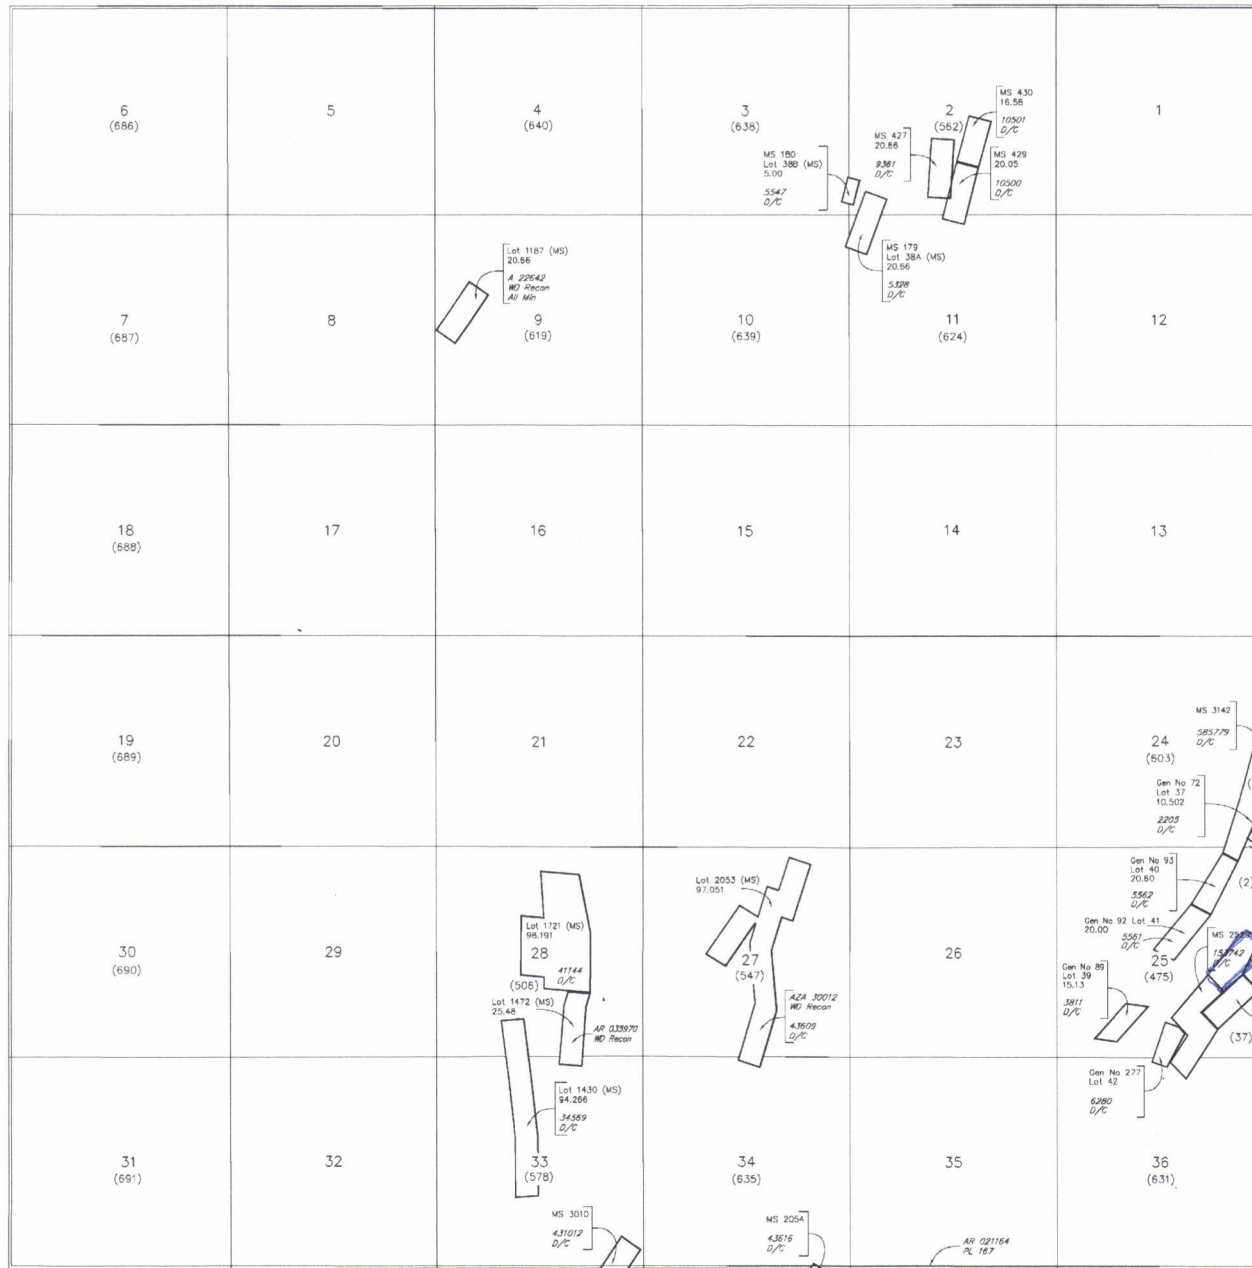 6
(686)
5
4
(640)
3
(638)
2
(562)
1
MS 430
16.58
10501
D/C
MS 427
20.66
9361
D/C
MS 429
20.05
10500
D/C
MS 180
Lot 38B (MS)
5.00
5547
D/C
MS 179
Lot 38A (MS)
20.66
5328
D/C
Lot 1187 (MS)
20.66
A 22642
WD Recon
All Min
7
(687)
8
9
(619)
10
(639)
11
(624)
12
18
(688)
17
16
15
14
13
19
(689)
20
21
22
23
24
(603)
MS 3142
585779
D/C
Gen No 72
Lot 37
10.502
2205
D/C
Gen No 93
Lot 40
20.60
5562
D/C
Gen No 92 Lot 41
20.00
5561
D/C
MS
D/C
(2)
Lot 2053 (MS)
97.051
Lot 1721 (MS)
98.191
28
41144
D/C
(506)
30
(690)
29
27
(547)
26
25
(475)
Gen No 89
Lot 39
15.13
3811
D/C
Lot 1472 (MS)
25.48
AR 035970
WD Recon
AZA 30012
WD Recon
43609
D/C
(37)
Gen No 277
Lot 42
6280
D/C
Lot 1430 (MS)
94.266
34569
D/C
31
(691)
32
33
(578)
34
(635)
35
36
(631)
MS 3010
431012
D/C
MS 2054
43616
D/C
AR 021164
PL 167